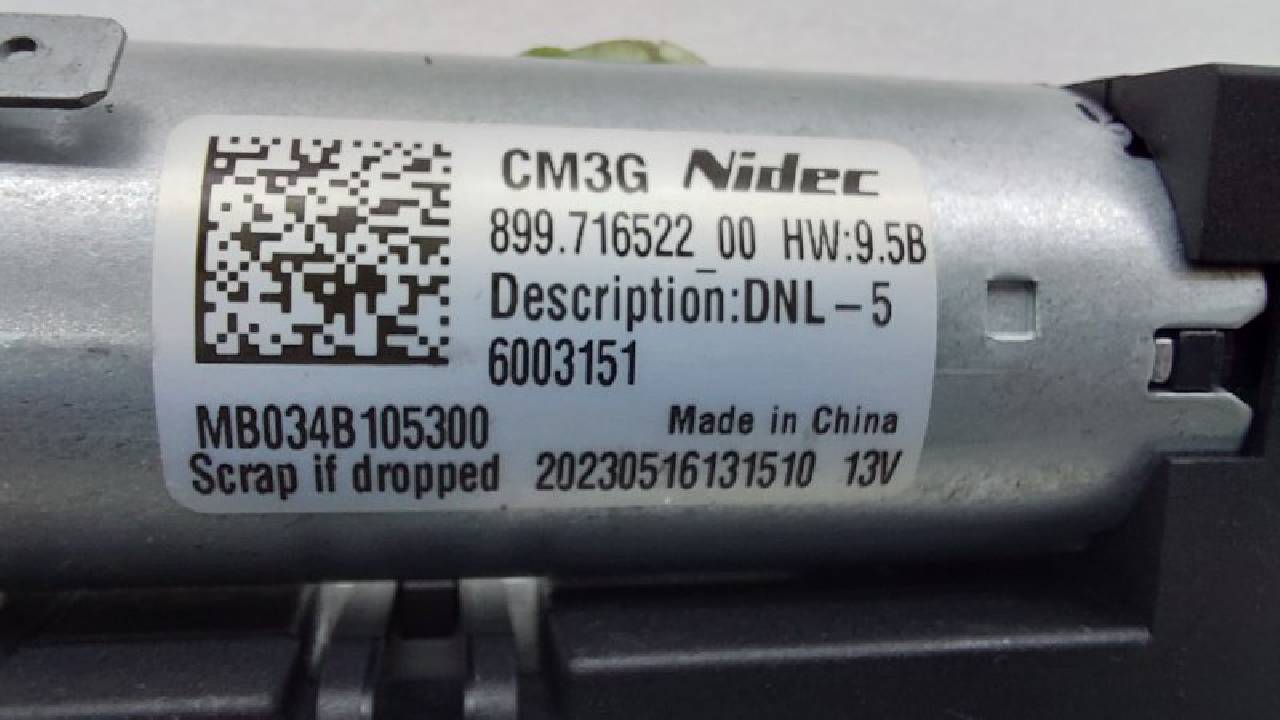 CM3G Nidec
899.716522_00 HW:9.5B
Description:DNL-5
6003151
MB034B105300 Made in China
Scrap if dropped 20230516131510 13V